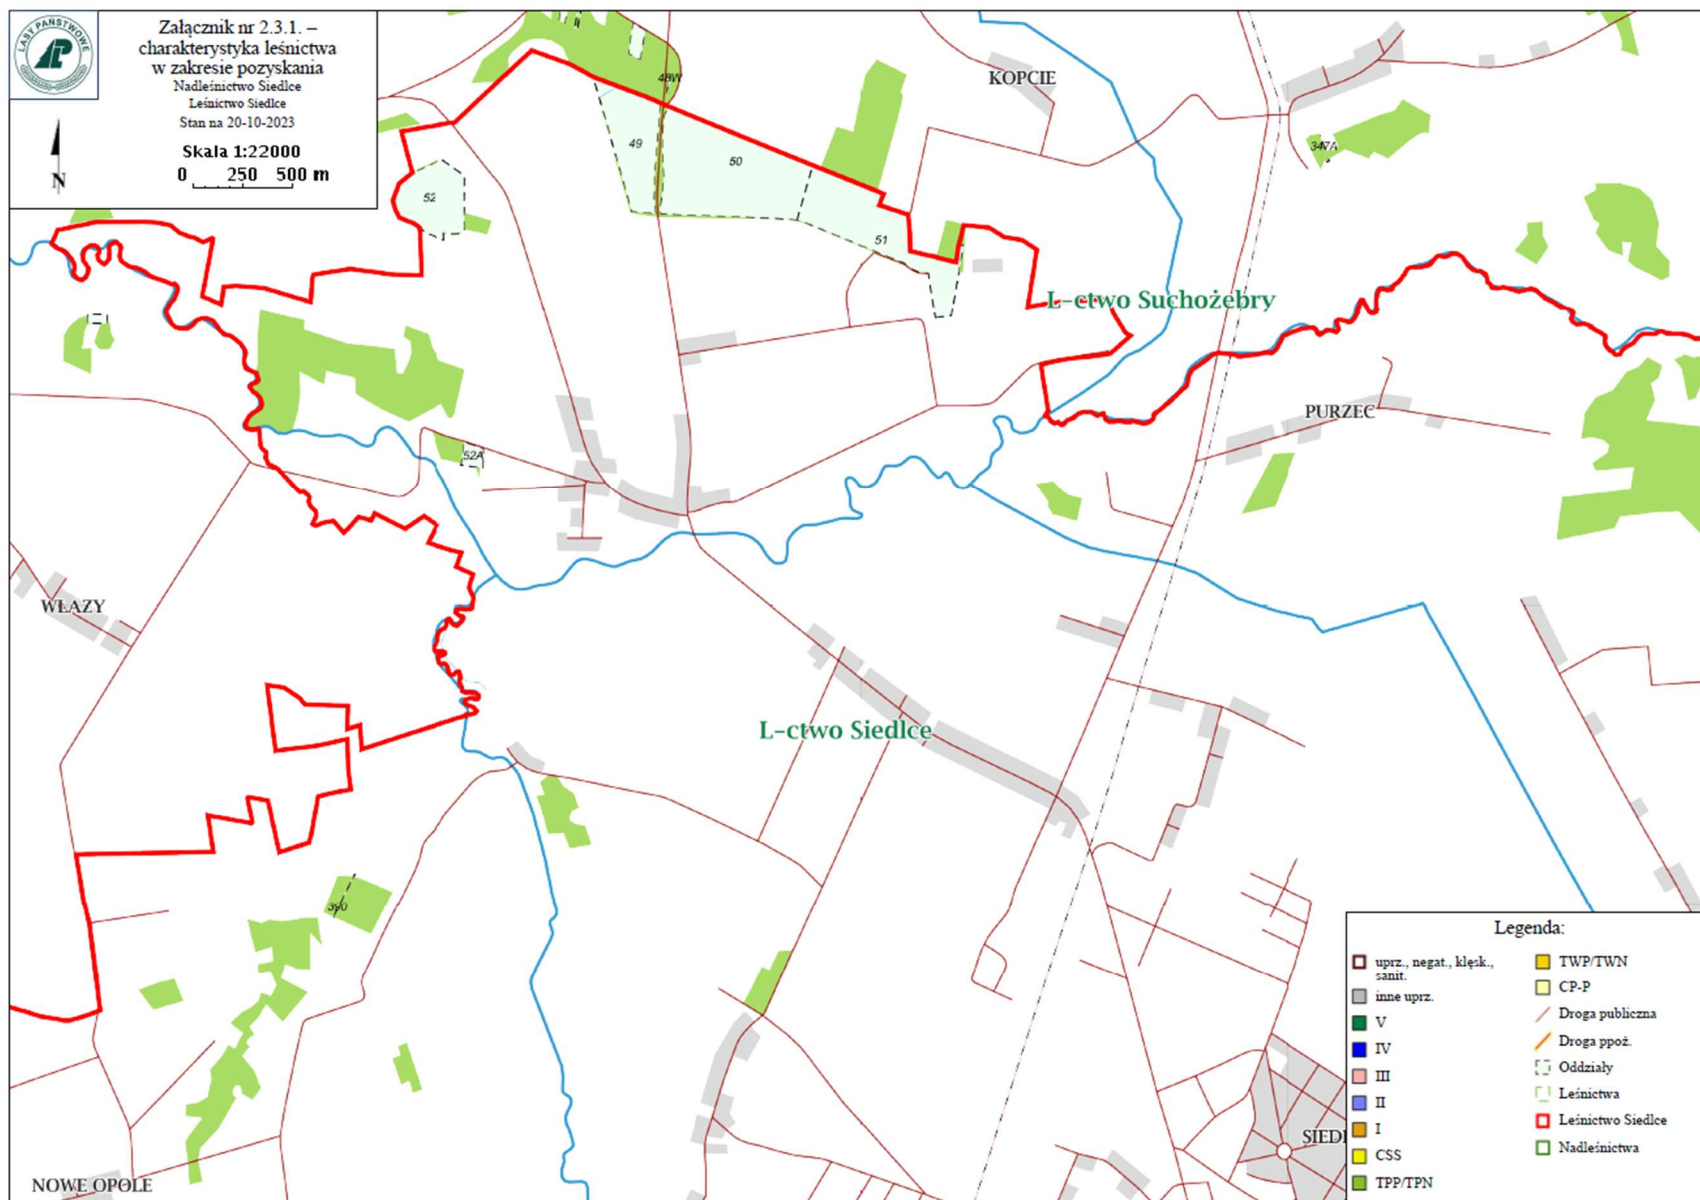 LASY PAŃSTWOWE
Załącznik nr 2.3.1. –
charakterystyka leśnictwa
w zakresie pozyskania
Nadleśnictwo Siedlce
Leśnictwo Siedlce
Stan na 20-10-2023
Skala 1:22000
0 250 500 m
N
48W
KOPCIE
49
50
347A
52
51
L-ctwo Suchożebry
PURZEC
52A
WŁAZY
L-ctwo Siedlce
390
NOWE OPOLE
SIEDL
Legenda:
uprz., negat., klęsk.,
sanit.
inne uprz.
V
IV
III
II
I
CSS
TPP/TPN
TWP/TWN
CP-P
Droga publiczna
Droga ppoż.
Oddziały
Leśnictwa
Leśnictwo Siedlce
Nadleśnictwa